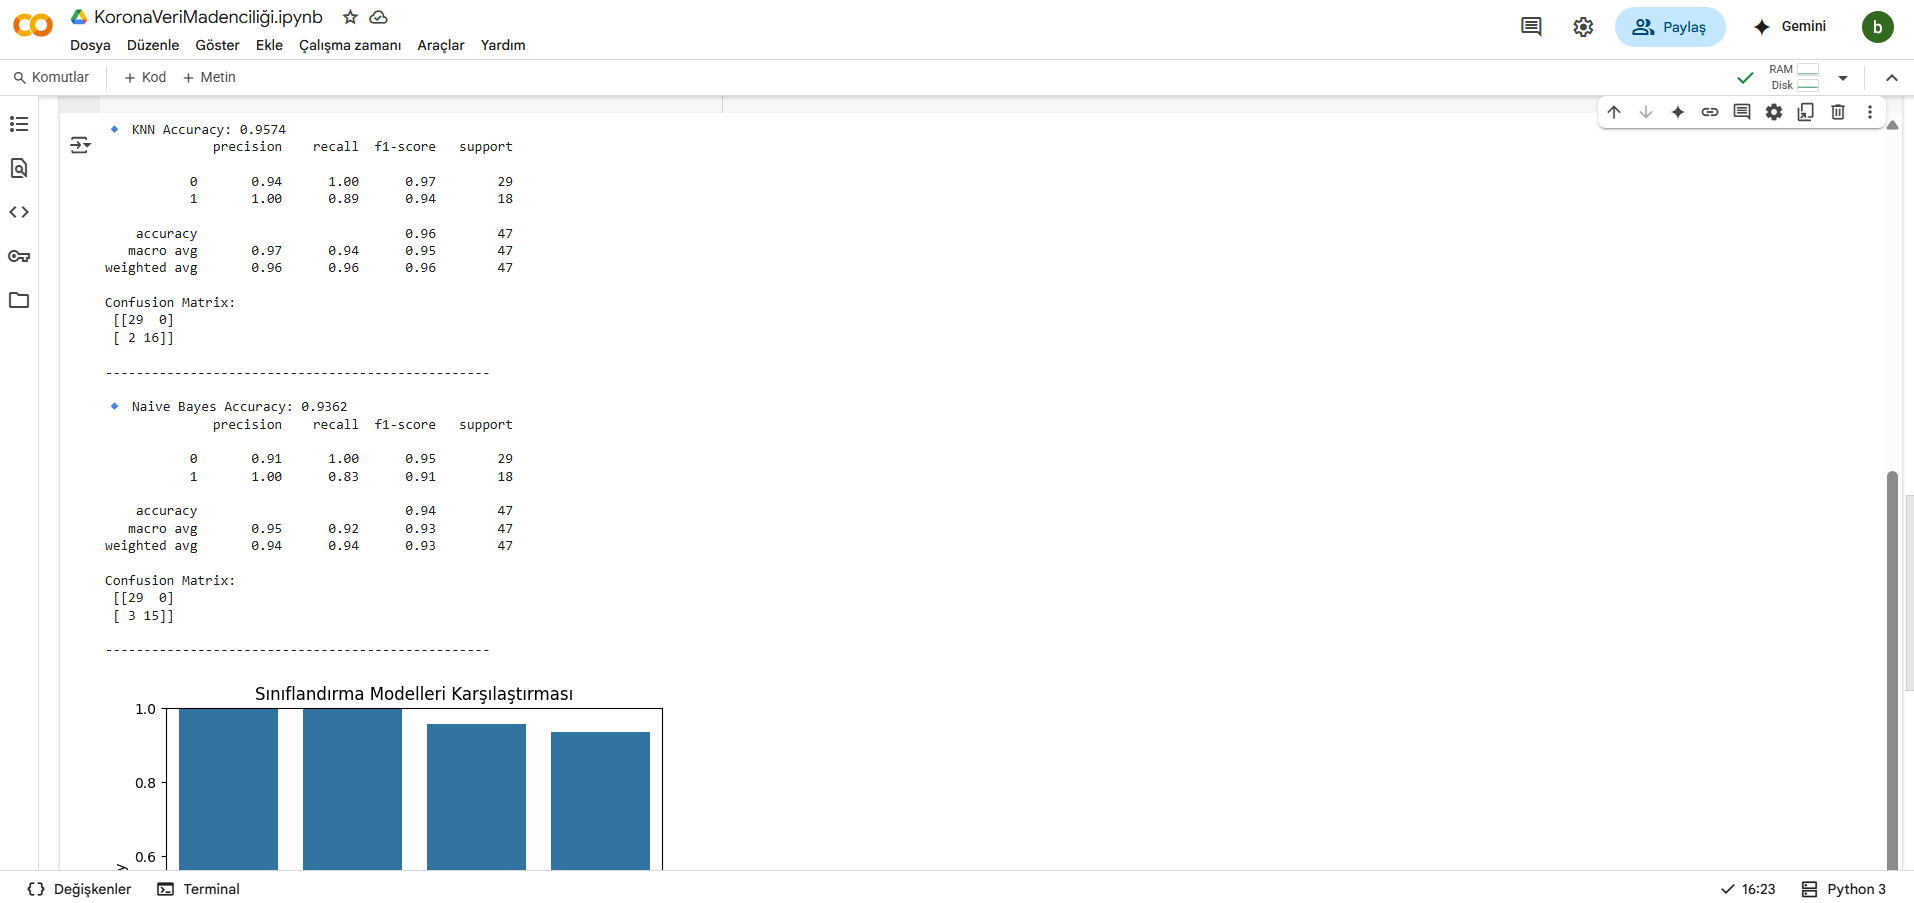 KoronaVeriMadenciliği.ipynb
Dosya Düzenle Göster Ekle Çalışma zamanı Araçlar Yardım
Paylaş
Gemini
b
Komutlar + Kod + Metin
RAM
Disk
KNN Accuracy: 0.9574
precision recall f1-score support
0 0.94 1.00 0.97 29
1 1.00 0.89 0.94 18
accuracy 0.96 47
macro avg 0.97 0.94 0.95 47
weighted avg 0.96 0.96 0.96 47
Confusion Matrix:
[[29 0]
[ 2 16]]
--------------------------------------------------
Naive Bayes Accuracy: 0.9362
precision recall f1-score support
0 0.91 1.00 0.95 29
1 1.00 0.83 0.91 18
accuracy 0.94 47
macro avg 0.95 0.92 0.93 47
weighted avg 0.94 0.94 0.93 47
Confusion Matrix:
[[29 0]
[ 3 15]]
--------------------------------------------------
Sınıflandırma Modelleri Karşılaştırması
1.0
0.8
0.6
Değişkenler Terminal
16:23 Python 3